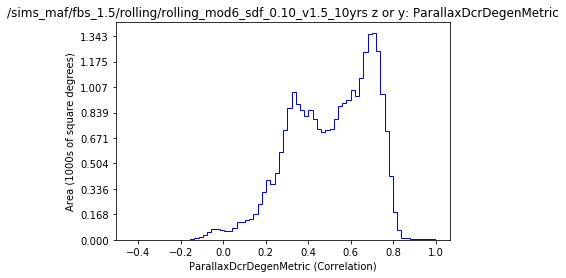 /sims_maf/fbs_1.5/rolling/rolling_mod6_sdf_0.10_v1.5_10yrs z or y: ParallaxDcrDegenMetric
1.343
1.175
1.007
0.839
0.671
0.504
0.336
0.168
0.000
Area (1000s of square degrees)
−0.4 −0.2 0.0 0.2 0.4 0.6 0.8 1.0
ParallaxDcrDegenMetric (Correlation)